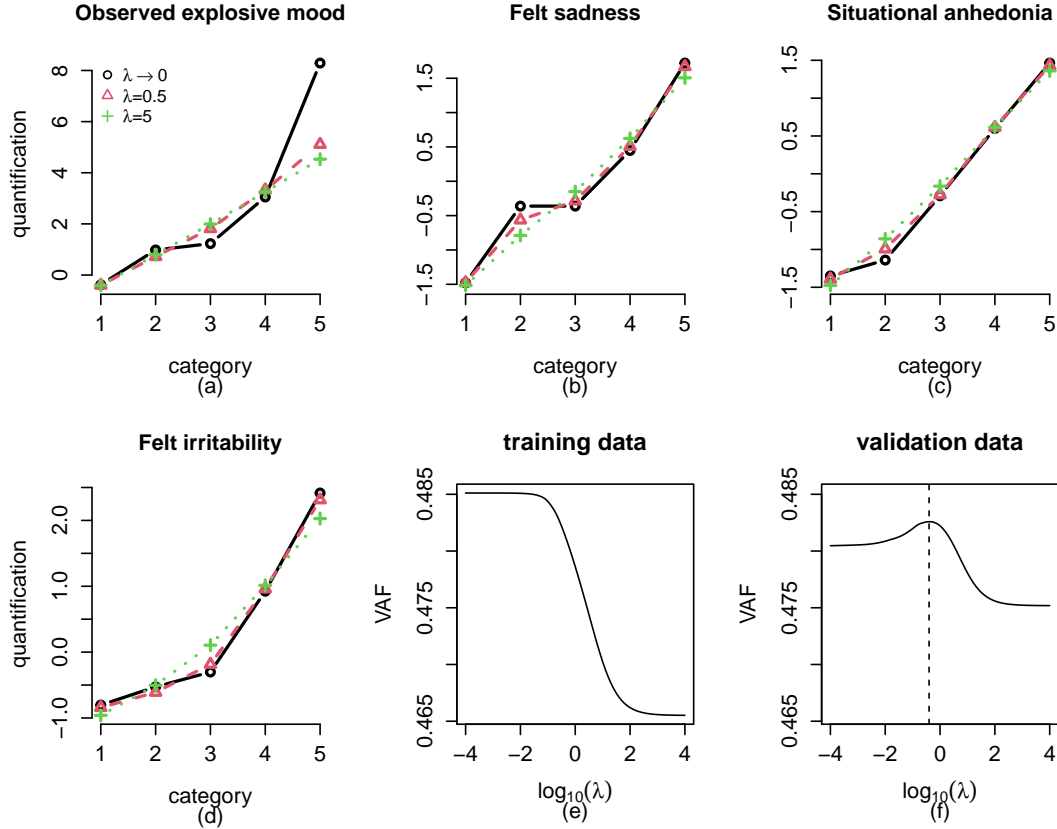 Observed explosive mood
Felt sadness
Situational anhedonia
quantification
8
6
4
2
0
λ → 0
λ=0.5
λ=5
1 2 3 4 5
category
(a)
1.5
0.5
−0.5
−1.5
1 2 3 4 5
category
(b)
1.5
0.5
−0.5
−1.5
1 2 3 4 5
category
(c)
Felt irritability
training data
validation data
quantification
2.0
1.0
0.0
−1.0
1 2 3 4 5
category
(d)
VAF
0.485
0.475
0.465
−4 −2 0 2 4
log10(λ)
(e)
VAF
0.485
0.475
0.465
−4 −2 0 2 4
log10(λ)
(f)